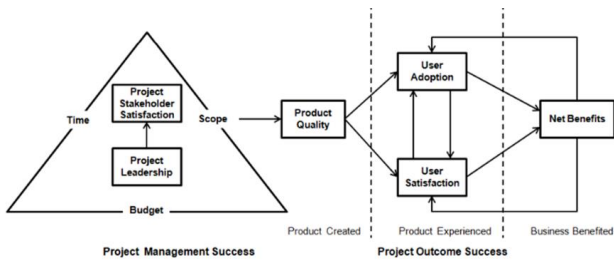 Project
Stakeholder
Satisfaction
Time
Scope
Project
Leadership
Budget
Product
Quality
User
Adoption
User
Satisfaction
Net Benefits
Product Created
Product Experienced
Business Benefited
Project Management Success
Project Outcome Success